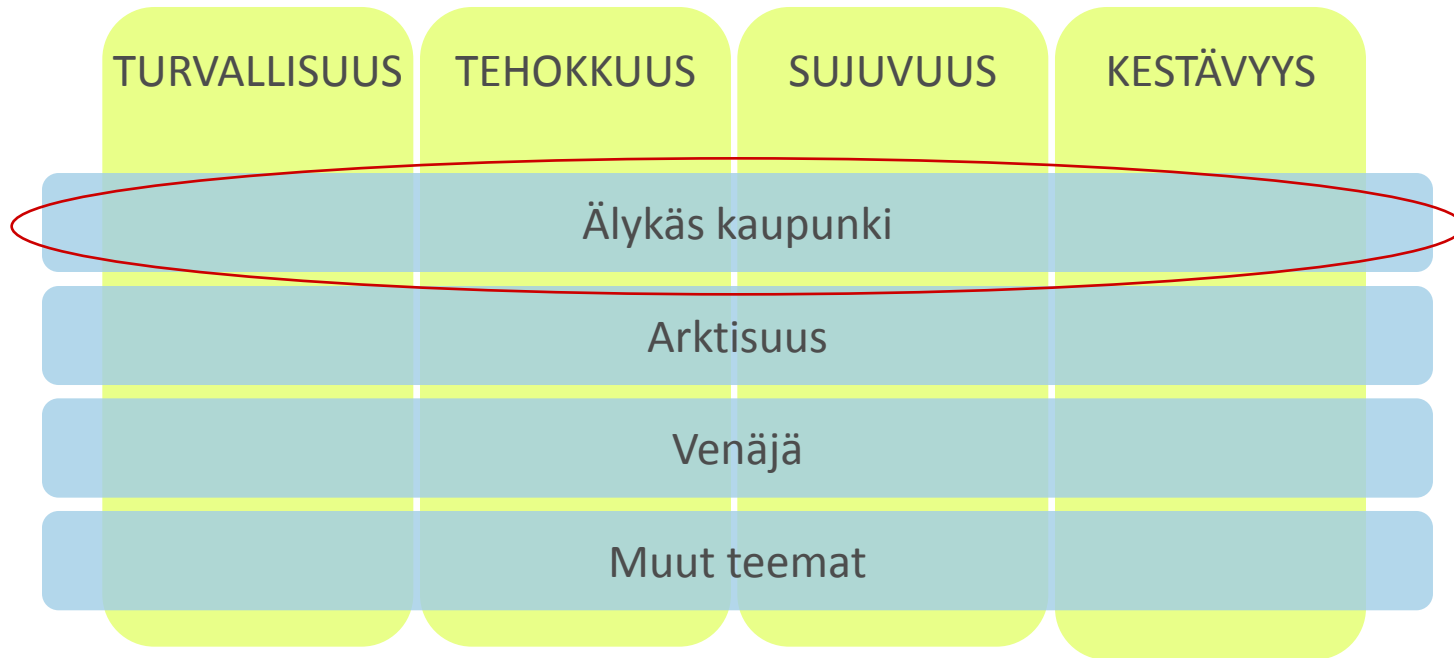 TURVALLISUUS
TEHOKKUUS
SUJUVUUS
KESTÄVYYS
Älykäs kaupunki
Arktisuus
Venäjä
Muut teemat